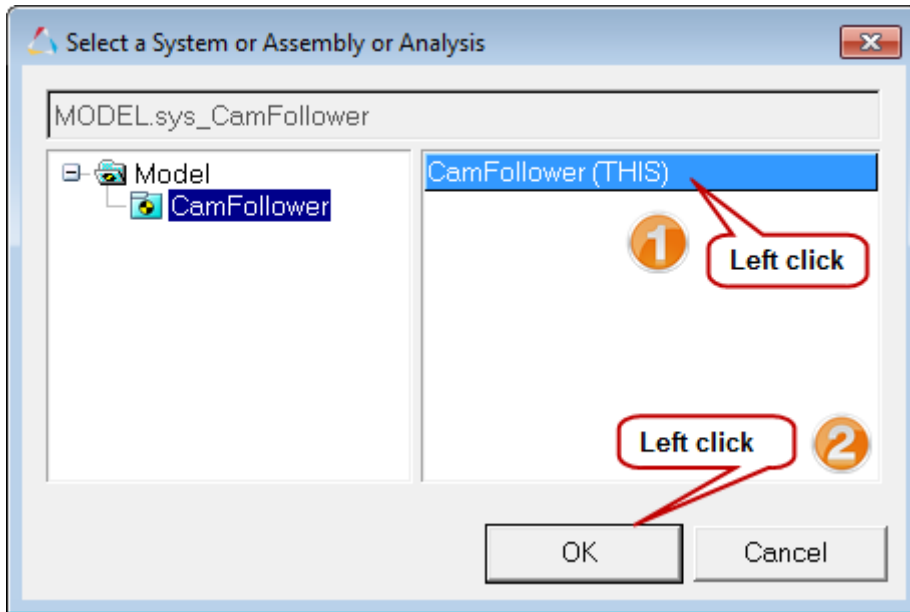 Select a System or Assembly or Analysis
MODEL.sys_CamFollower
Model
CamFollower
CamFollower (THIS)
1
Left click
Left click
2
OK
Cancel